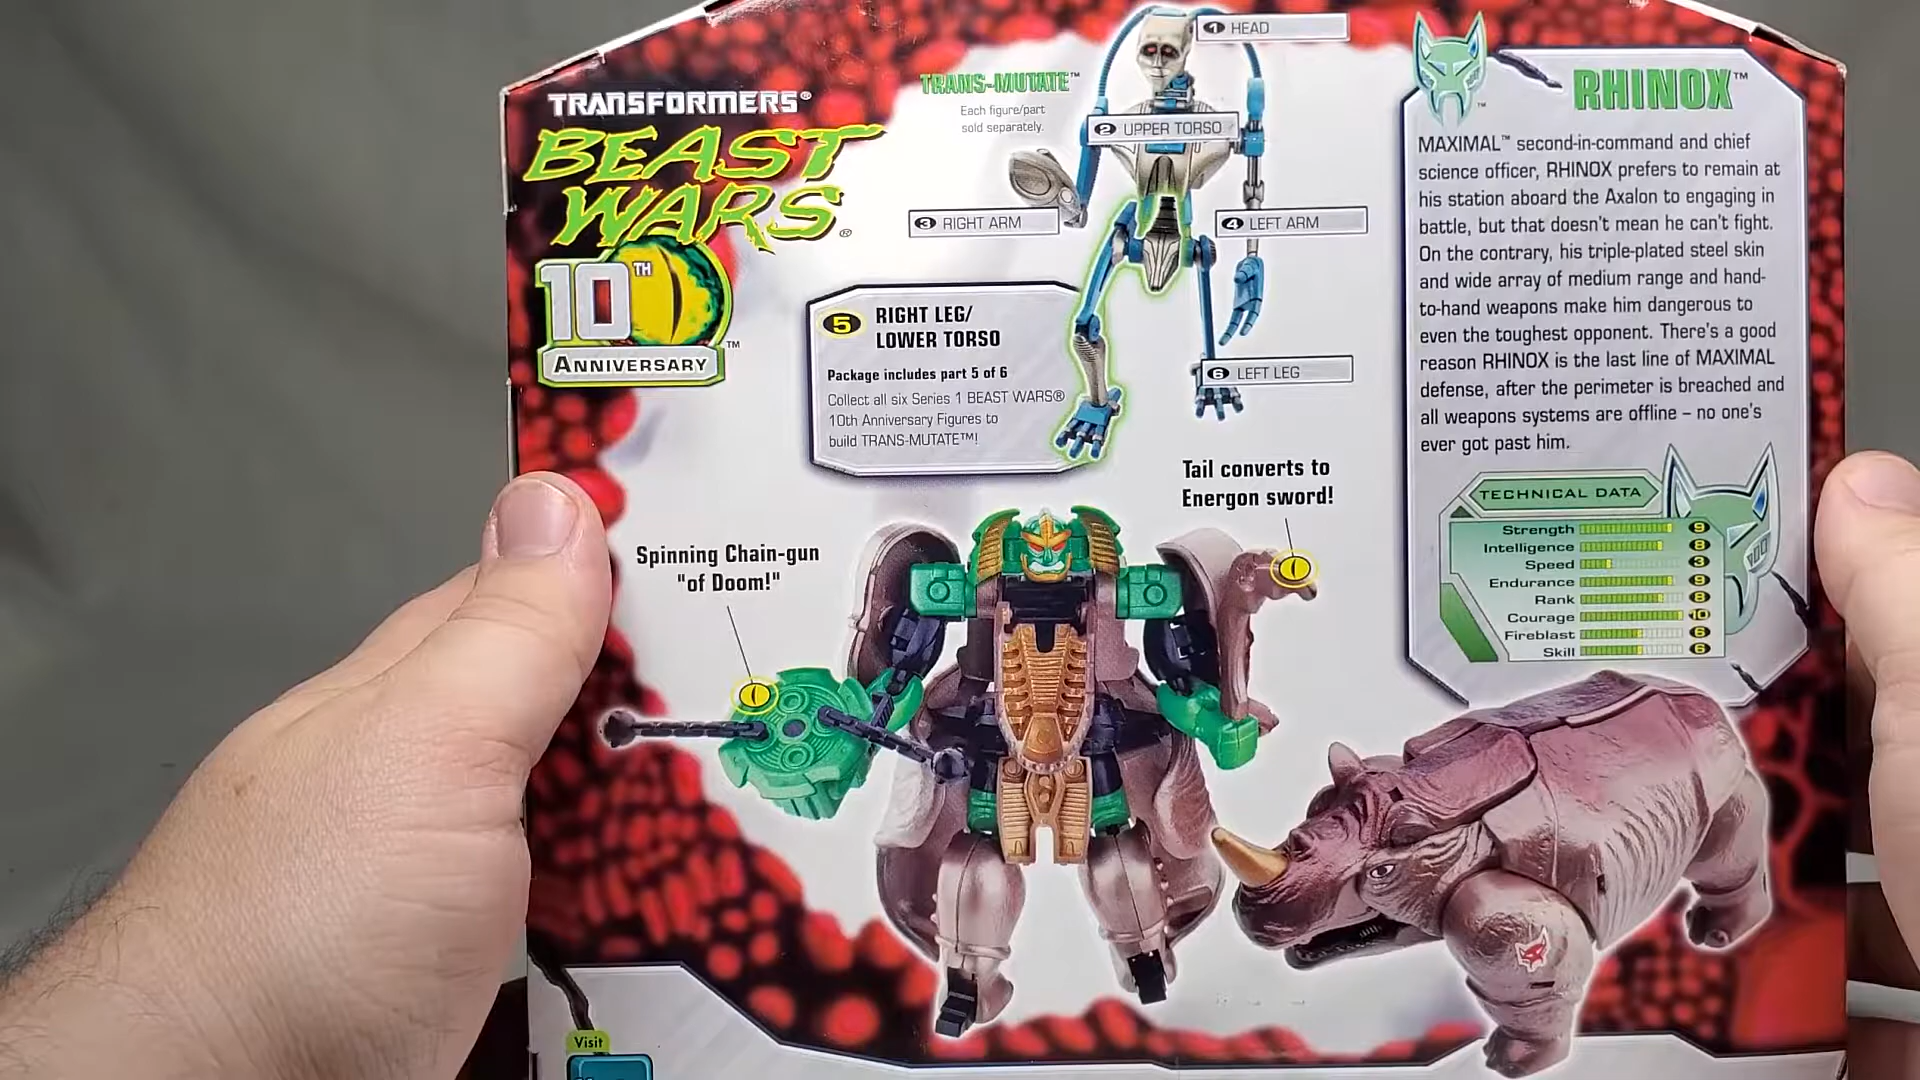 TRANSFORMERS®
BEAST
WARS®
10TH
ANNIVERSARY™
TRANS-MUTATE™
Each figure/part
sold separately.
1 HEAD
2 UPPER TORSO
3 RIGHT ARM
4 LEFT ARM
5 RIGHT LEG/
LOWER TORSO
Package includes part 5 of 6
Collect all six Series 1 BEAST WARS®
10th Anniversary Figures to
build TRANS-MUTATE™!
6 LEFT LEG
Spinning Chain-gun
"of Doom!"
Tail converts to
Energon sword!
™
RHINOX™
MAXIMAL™ second-in-command and chief
science officer, RHINOX prefers to remain at
his station aboard the Axalon to engaging in
battle, but that doesn't mean he can't fight.
On the contrary, his triple-plated steel skin
and wide array of medium range and hand-
to-hand weapons make him dangerous to
even the toughest opponent. There's a good
reason RHINOX is the last line of MAXIMAL
defense, after the perimeter is breached and
all weapons systems are offline – no one's
ever got past him.
TECHNICAL DATA
Strength 9
Intelligence 8
Speed 3
Endurance 9
Rank 8
Courage 10
Fireblast 6
Skill 6
Visit